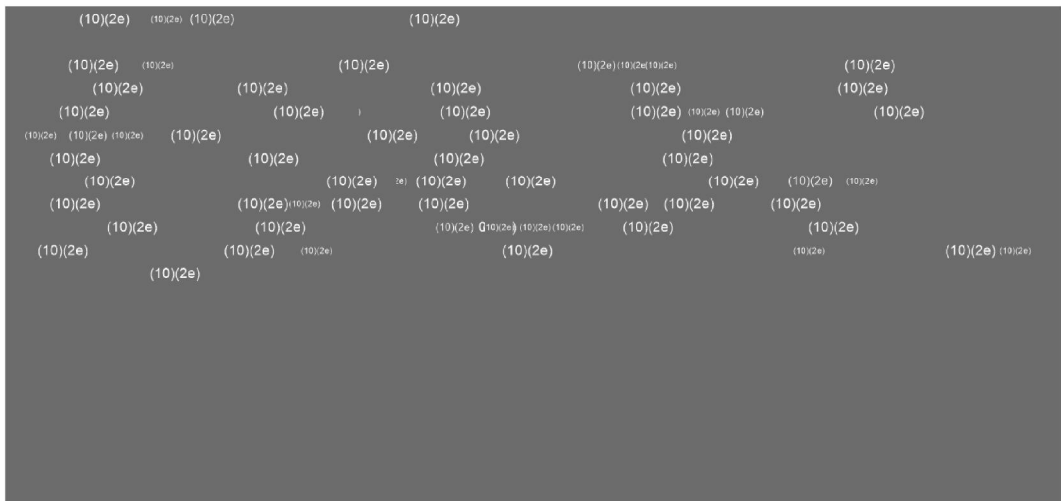 (10)(2e) (10)(2e) (10)(2e) (10)(2e)
(10)(2e) (10)(2e) (10)(2e) (10)(2e) (10)(2e) (10)(2e) (10)(2e)
(10)(2e) (10)(2e) (10)(2e) (10)(2e) (10)(2e)
(10)(2e) (10)(2e) ) (10)(2e) (10)(2e) (10)(2e) (10)(2e) (10)(2e)
(10)(2e) (10)(2e) (10)(2e) (10)(2e) (10)(2e) (10)(2e) (10)(2e)
(10)(2e) (10)(2e) (10)(2e) (10)(2e)
(10)(2e) (10)(2e) 2e) (10)(2e) (10)(2e) (10)(2e) (10)(2e) (10)(2e)
(10)(2e) (10)(2e) (10)(2e) (10)(2e) (10)(2e) (10)(2e) (10)(2e) (10)(2e)
(10)(2e) (10)(2e) (10)(2e) (10)(2e) (10)(2e) (10)(2e) (10)(2e) (10)(2e)
(10)(2e) (10)(2e) (10)(2e) (10)(2e) (10)(2e) (10)(2e) (10)(2e)
(10)(2e)